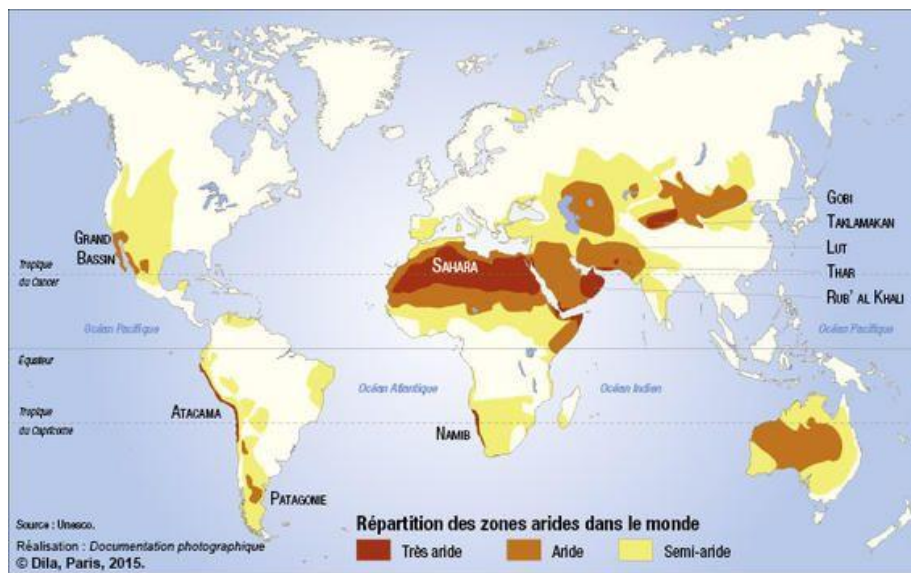 GOBI
TAKLAMAKAN
GRAND
BASSIN
LUT
SAHARA
Tropique
du Cancer
THAR
RUB' AL KHALI
Océan Pacifique
Océan Pacifique
Équateur
Océan Atlantique
Océan Indien
ATACAMA
Tropique
du Capricorne
NAMIB
PATAGONIE
Source : Unesco.
Répartition des zones arides dans le monde
Réalisation : Documentation photographique
© Dila, Paris, 2015.
Très aride
Aride
Semi-aride